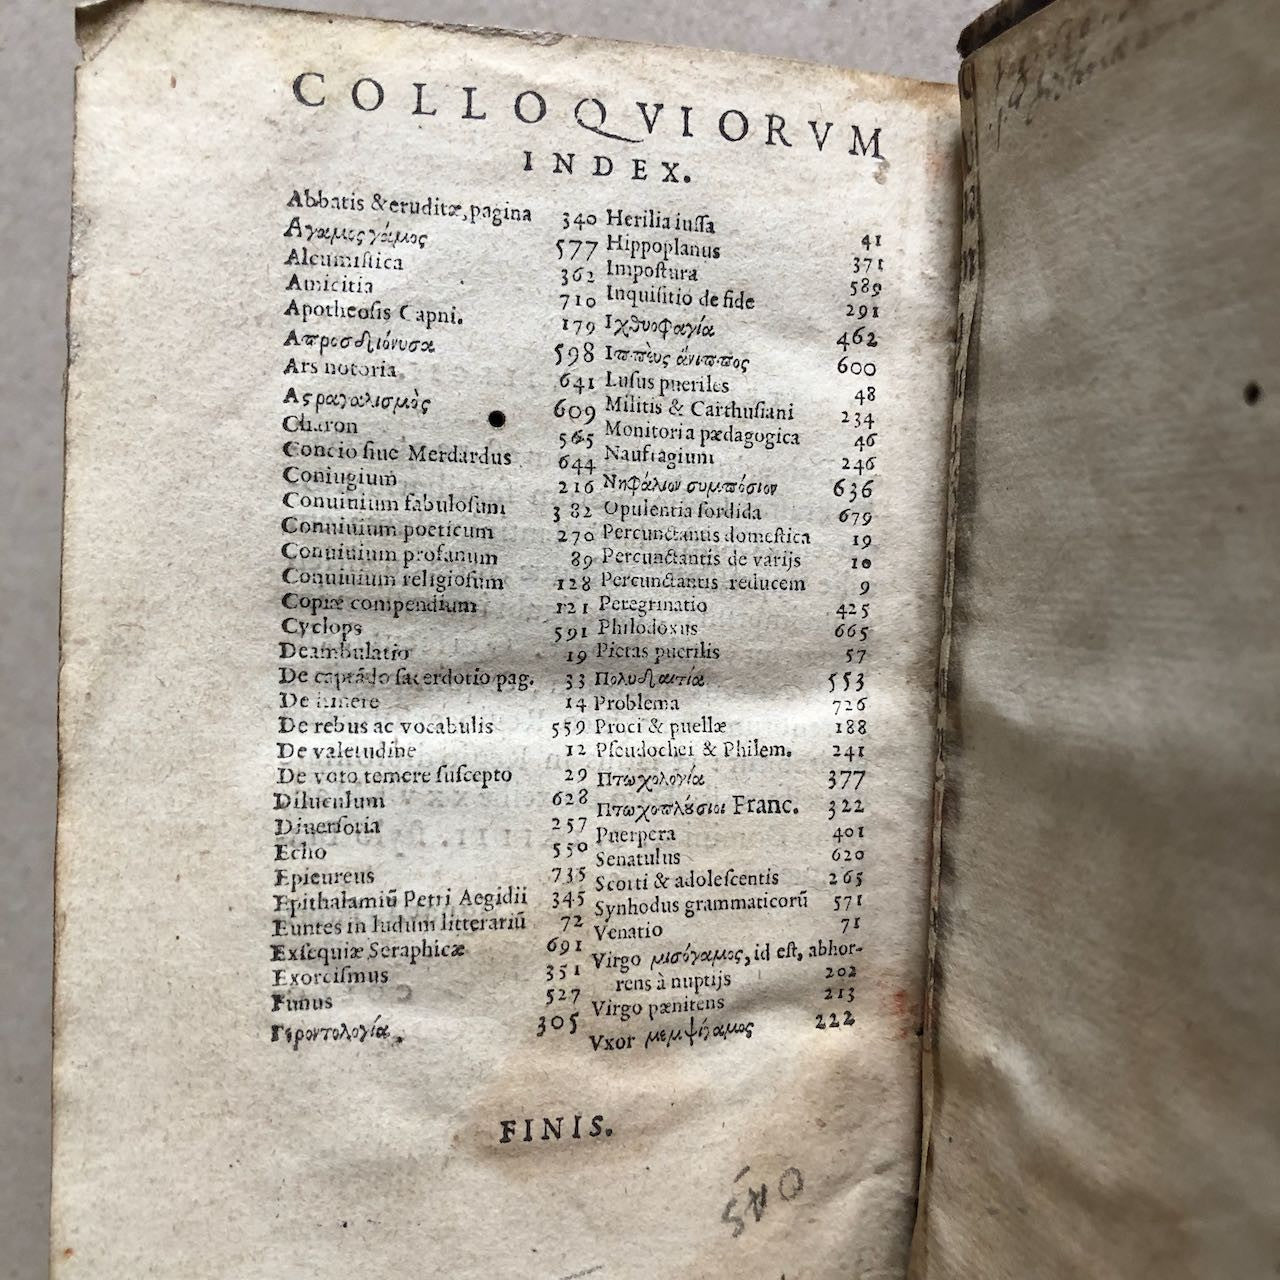 COLLOQVIORVM
INDEX.
Abbatis & eruditæ, pagina 340
Αγαμος γάμος 577
Alcumistica 362
Amicitia 710
Apotheosis Capni. 179
Απροσδιόνυσα 598
Ars notoria 641
Αςραγαλισμὸς 609
Charon 565
Concio siue Merdardus 644
Coniugium 216
Conuiuium fabulosum 382
Conuiuium poeticum 270
Conuiuium profanum 89
Conuiuium religiosum 128
Copiæ compendium 121
Cyclops 591
Deambulatio 19
De captādo sacerdotio pag. 33
De funere 14
De rebus ac vocabulis 559
De valetudine 12
De voto temere suscepto 29
Diluculum 628
Diuersoria 257
Echo 550
Epicureus 735
Epithalamiū Petri Aegidii 345
Euntes in ludum litterariū 72
Exsequiæ Seraphicæ 691
Exorcismus 351
Funus 527
Γεροντολογία. 305
Herilia iussa 41
Hippoplanus 371
Impostura 589
Inquisitio de fide 291
Ιχθυοφαγία 462
Ιππεὺς ἄνιππος 600
Lusus pueriles 48
Militis & Carthusiani 234
Monitoria pædagogica 46
Naufragium 246
Νηφάλιον συμπόσιον 636
Opulentia sordida 679
Percunctantis domestica 19
Percunctantis de varijs 10
Percunctantis reducem 9
Peregrinatio 425
Philodoxus 665
Pietas puerilis 57
Πολυδαιτία 553
Problema 726
Proci & puellæ 188
Pseudochei & Philem. 241
Πτωχολογία 377
Πτωχοπλόυσιοι Franc. 322
Puerpera 401
Senatulus 620
Scorti & adolescentis 265
Synhodus grammaticorū 571
Venatio 71
Virgo μισόγαμος, id est, abhor-
rens à nuptijs 202
Virgo pænitens 213
Vxor μεμψίγαμος 222
FINIS.